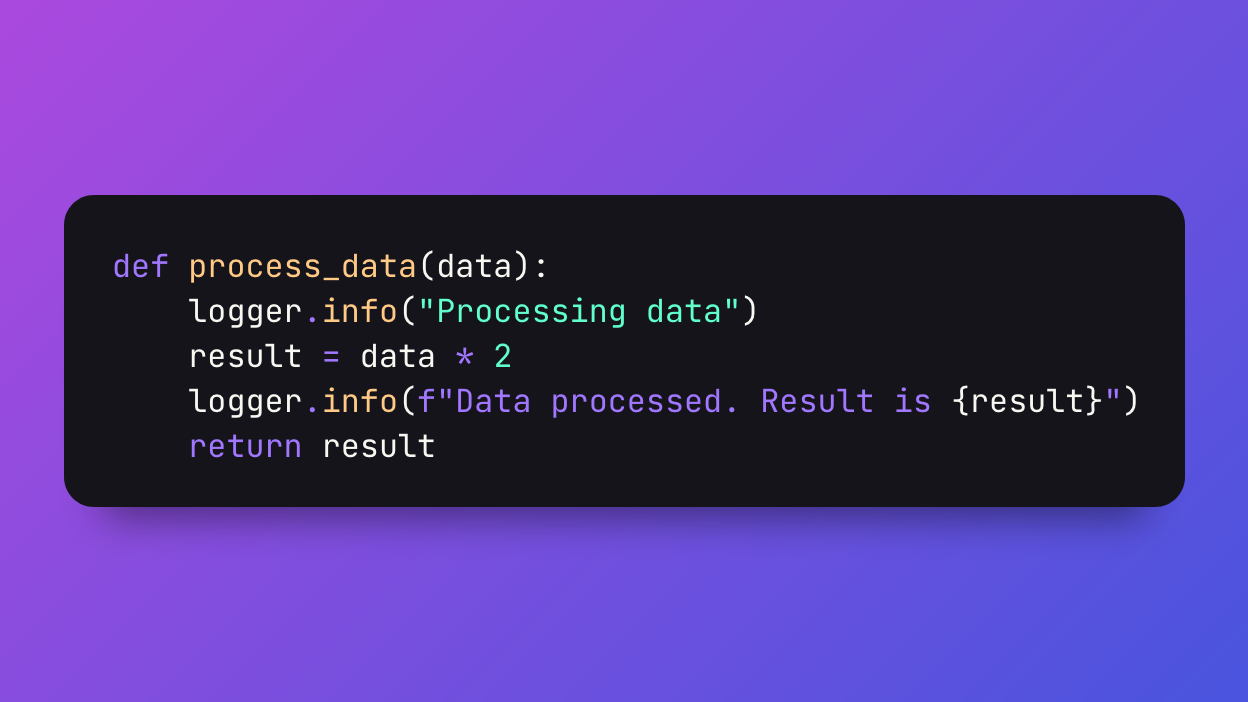 def process_data(data):
    logger.info("Processing data")
    result = data * 2
    logger.info(f"Data processed. Result is {result}")
    return result